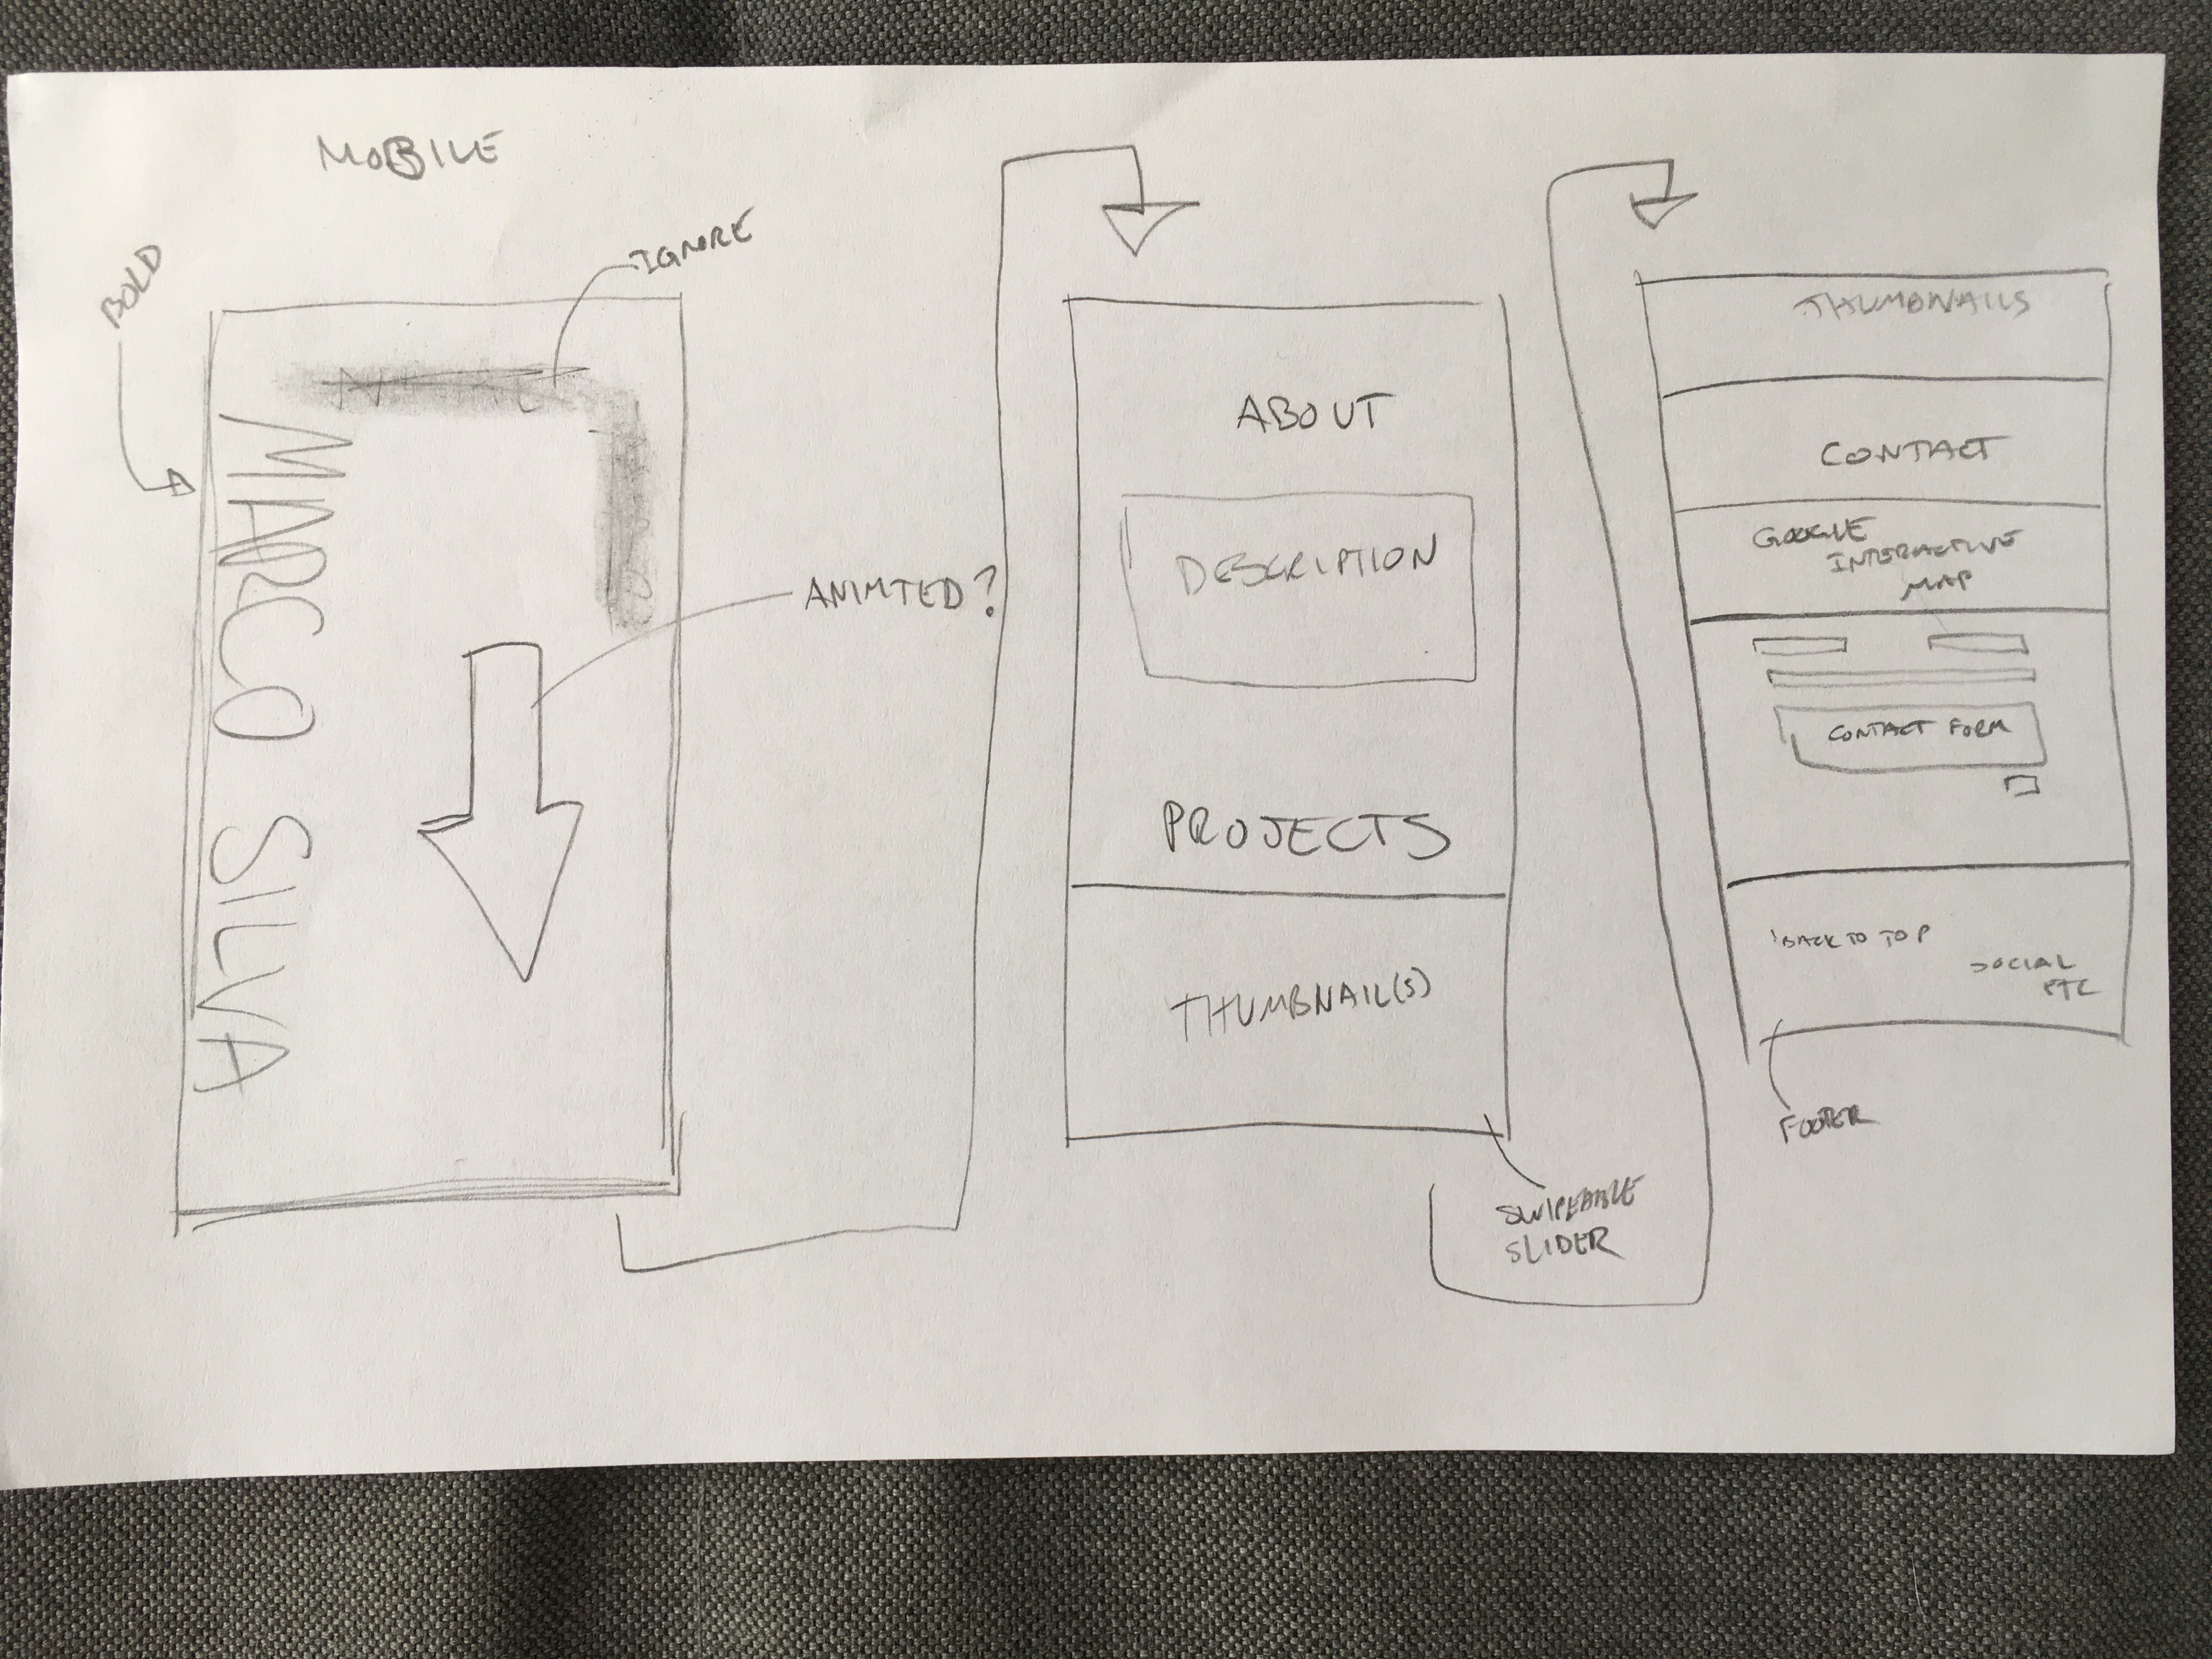 MOBILE
BOLD
IGNORE
MARCO SILVA
ANIMTED?
ABOUT
DESCRIPTION
PROJECTS
THUMBNAIL(S)
SWIPEABLE
SLIDER
THUMBNAILS
CONTACT
GOOGLE
INTERACTIVE
MAP
CONTACT FORM
BACK TO TOP
SOCIAL
ETC
FOOTER